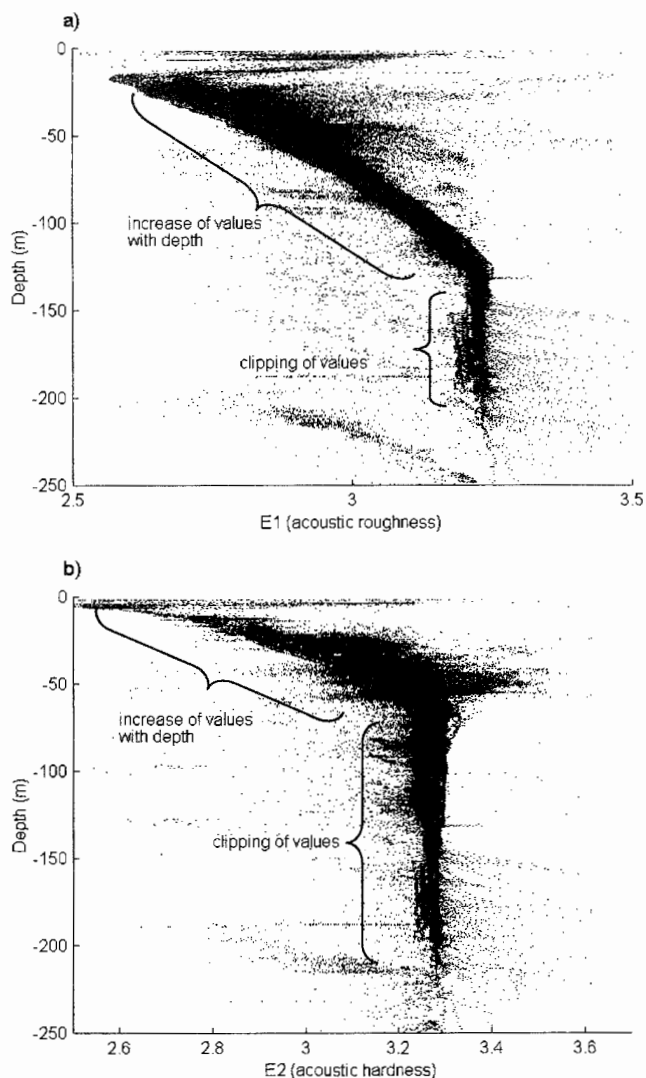 a)
0
-50
-100
-150
-200
-250
Depth (m)
increase of values
with depth
clipping of values
2.5
3
3.5
E1 (acoustic roughness)
b)
0
-50
-100
-150
-200
-250
Depth (m)
increase of values
with depth
clipping of values
2.6
2.8
3
3.2
3.4
3.6
E2 (acoustic hardness)